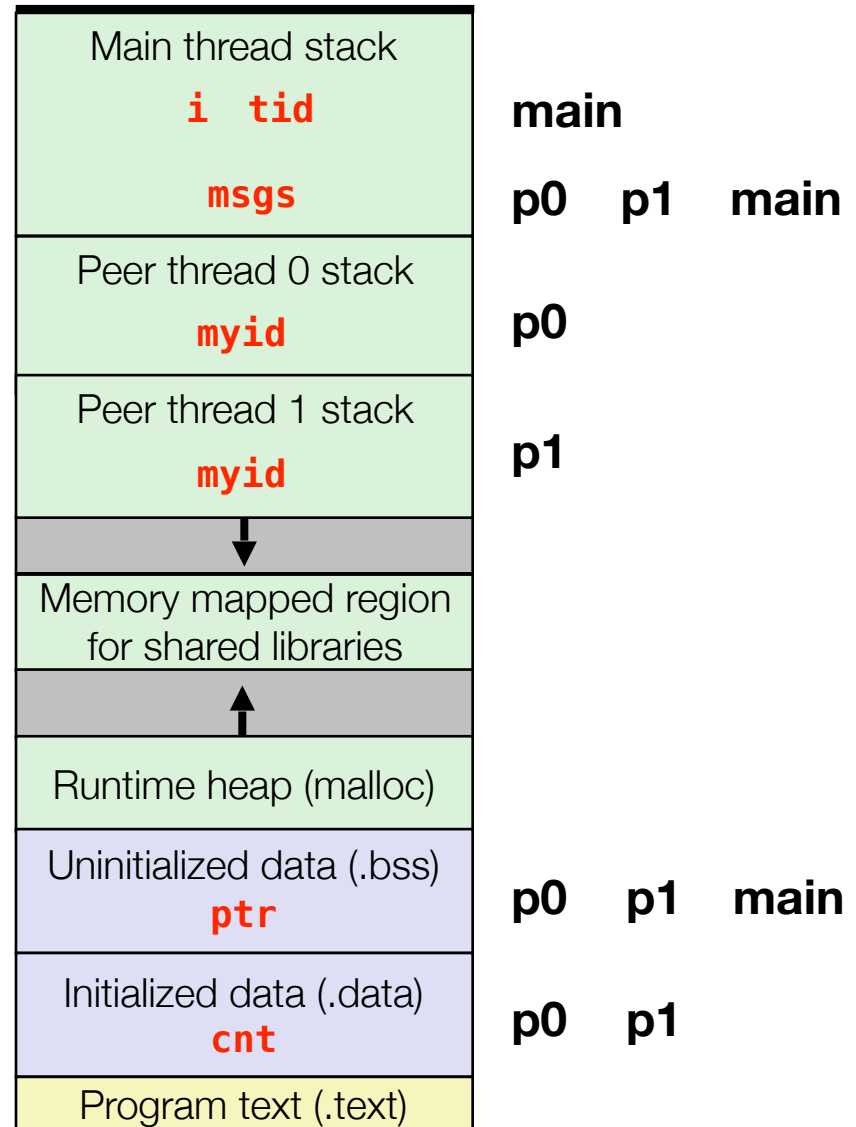 Main thread stack
i tid main
msgs p0 p1 main
Peer thread 0 stack
myid p0
Peer thread 1 stack
myid p1
Memory mapped region
for shared libraries
Runtime heap (malloc)
Uninitialized data (.bss)
ptr p0 p1 main
Initialized data (.data)
cnt p0 p1
Program text (.text)